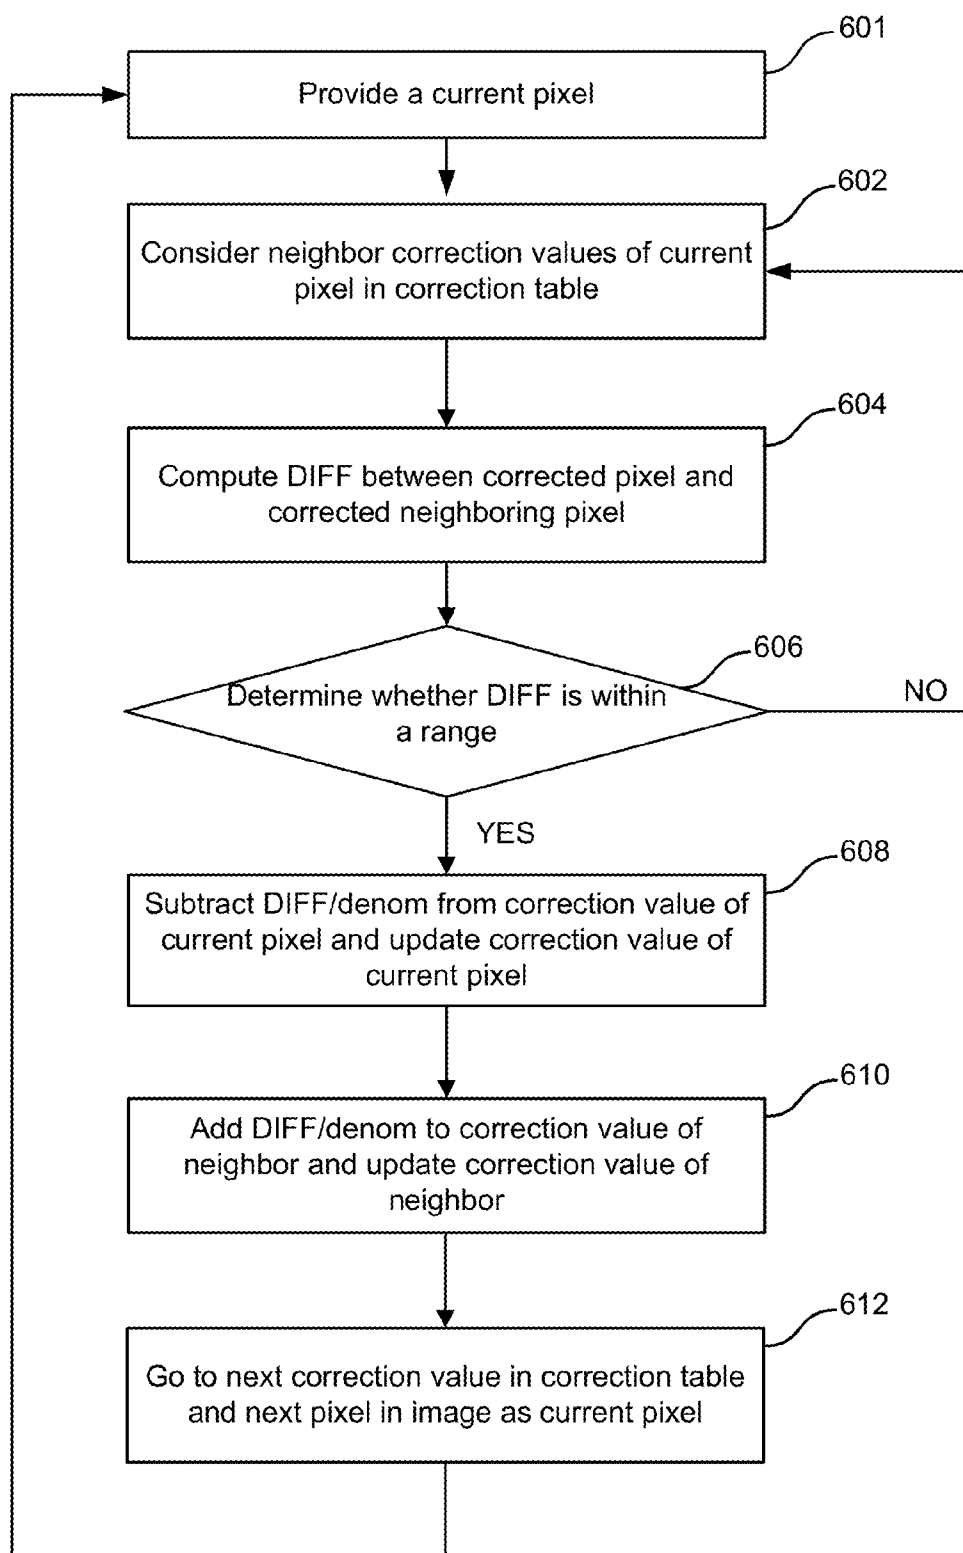 601
Provide a current pixel
602
Consider neighbor correction values of current
pixel in correction table
604
Compute DIFF between corrected pixel and
corrected neighboring pixel
606
Determine whether DIFF is within
a range
NO
YES
608
Subtract DIFF/denom from correction value of
current pixel and update correction value of
current pixel
610
Add DIFF/denom to correction value of
neighbor and update correction value of
neighbor
612
Go to next correction value in correction table
and next pixel in image as current pixel